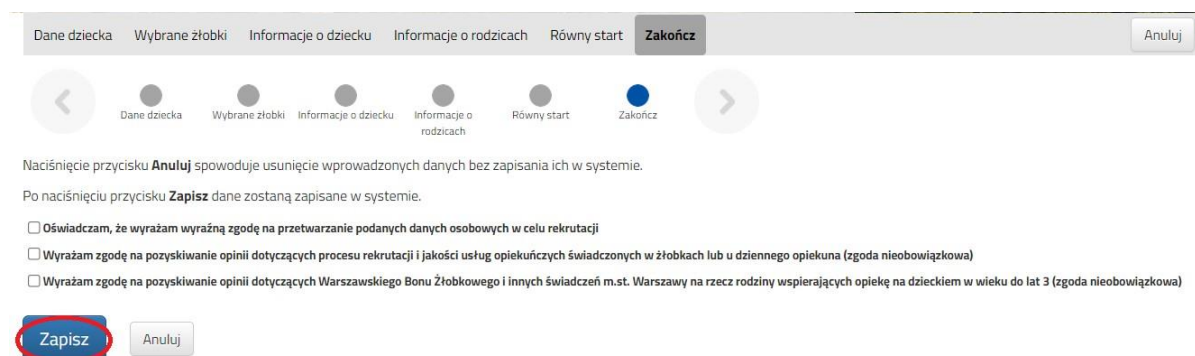 Dane dziecka Wybrane żłobki Informacje o dziecku Informacje o rodzicach Równy start Zakończ Anuluj
Dane dziecka Wybrane żłobki Informacje o dziecku Informacje o rodzicach Równy start Zakończ
Naciśnięcie przycisku Anuluj spowoduje usunięcie wprowadzonych danych bez zapisania ich w systemie.
Po naciśnięciu przycisku Zapisz dane zostaną zapisane w systemie.
Oświadczam, że wyrażam wyraźną zgodę na przetwarzanie podanych danych osobowych w celu rekrutacji
Wyrażam zgodę na pozyskiwanie opinii dotyczących procesu rekrutacji i jakości usług opiekuńczych świadczonych w żłobkach lub u dziennego opiekuna (zgoda nieobowiązkowa)
Wyrażam zgodę na pozyskiwanie opinii dotyczących Warszawskiego Bonu Żłobkowego i innych świadczeń m.st. Warszawy na rzecz rodziny wspierających opiekę na dzieckiem w wieku do lat 3 (zgoda nieobowiązkowa)
Zapisz Anuluj